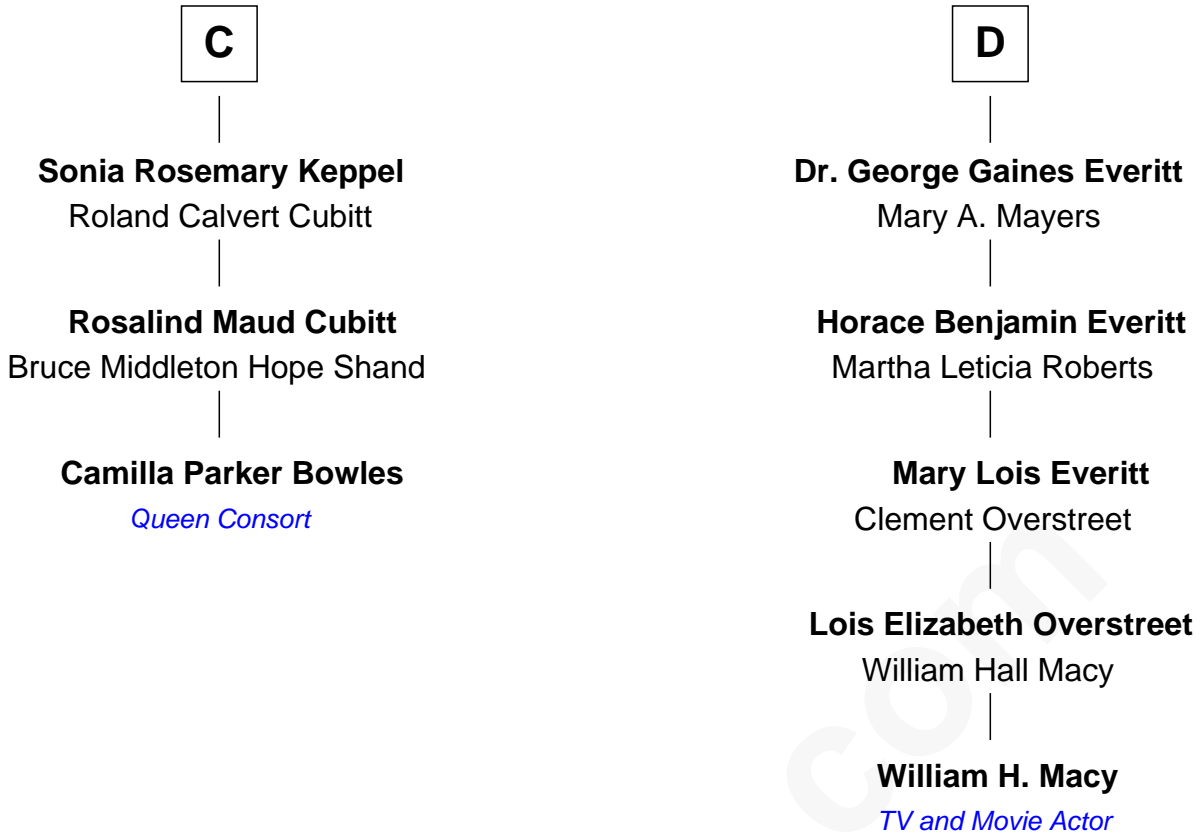 C
Sonia Rosemary Keppel
Roland Calvert Cubitt
Rosalind Maud Cubitt
Bruce Middleton Hope Shand
Camilla Parker Bowles
Queen Consort
D
Dr. George Gaines Everitt
Mary A. Mayers
Horace Benjamin Everitt
Martha Leticia Roberts
Mary Lois Everitt
Clement Overstreet
Lois Elizabeth Overstreet
William Hall Macy
William H. Macy
TV and Movie Actor
com